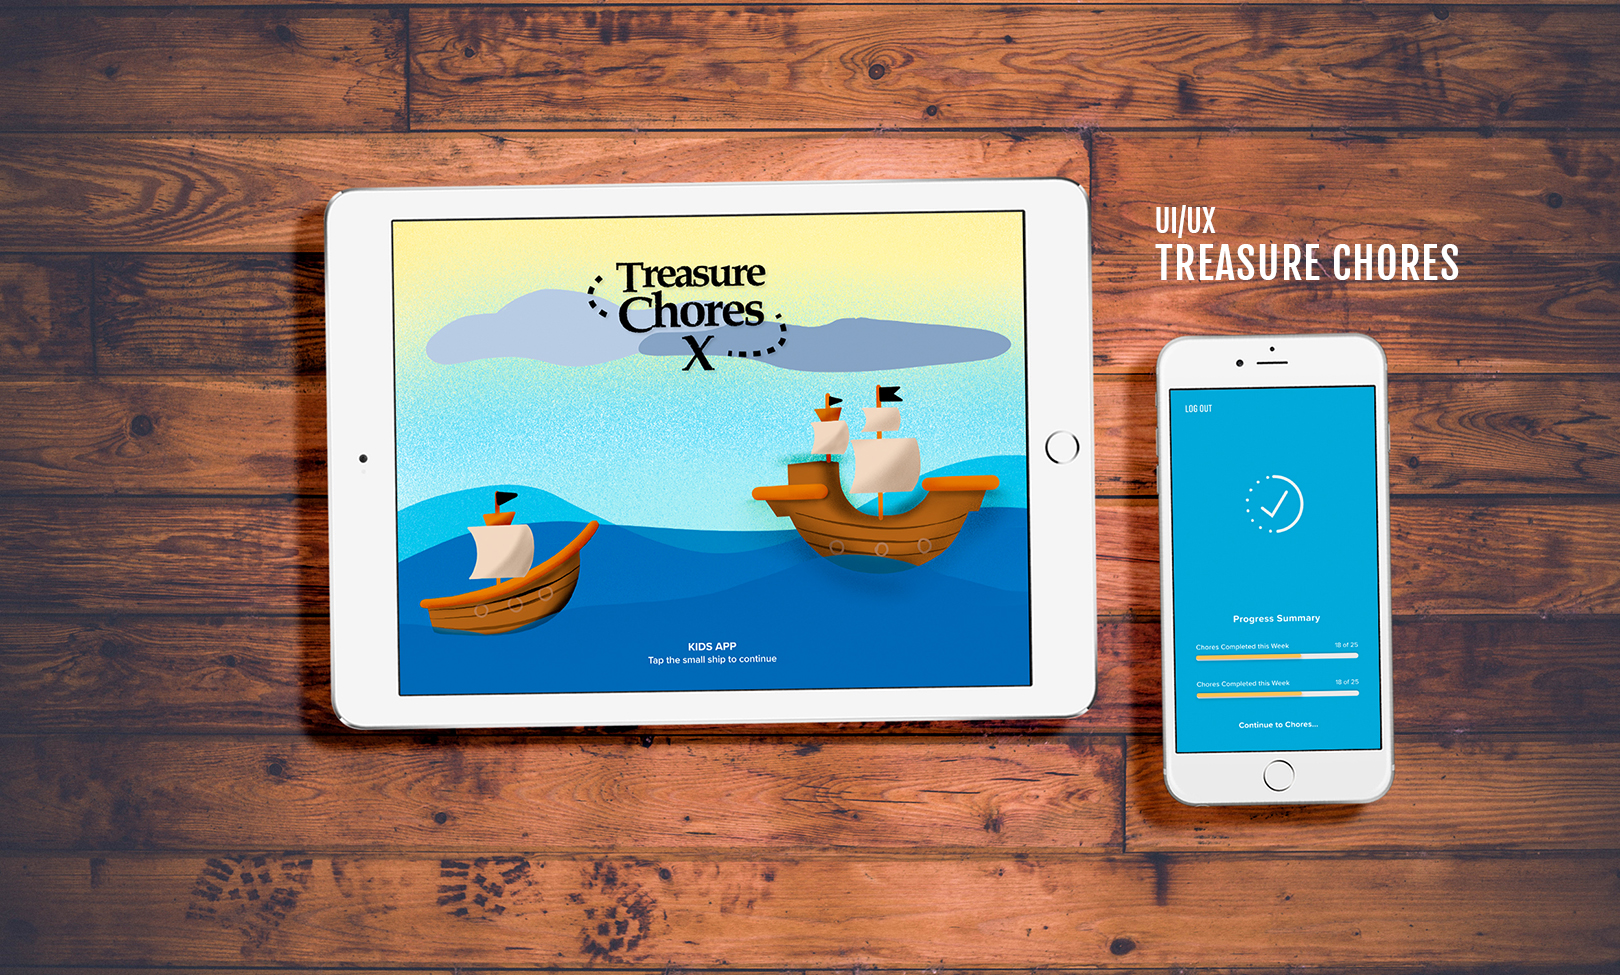 Treasure
Chores
X
KIDS APP
Tap the small ship to continue
UI/UX
TREASURE CHORES
LOG OUT
Progress Summary
Chores Completed this Week 18 of 25
Chores Completed this Week 18 of 25
Continue to Chores...